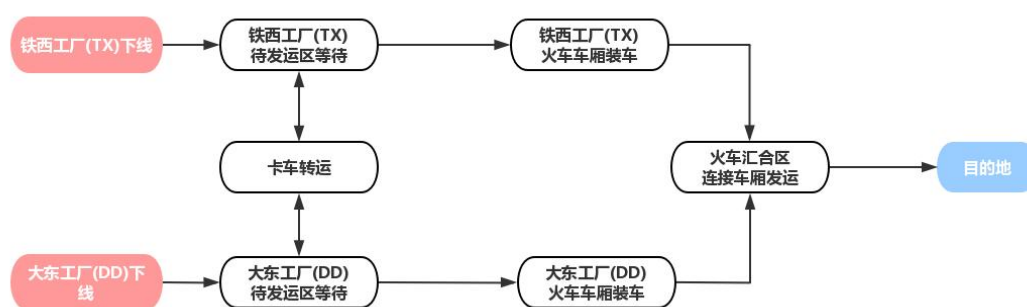 铁西工厂(TX)下线
铁西工厂(TX)
待发运区等待
铁西工厂(TX)
火车车厢装车
卡车转运
火车汇合区
连接车厢发运
目的地
大东工厂(DD)下
线
大东工厂(DD)
待发运区等待
大东工厂(DD)
火车车厢装车